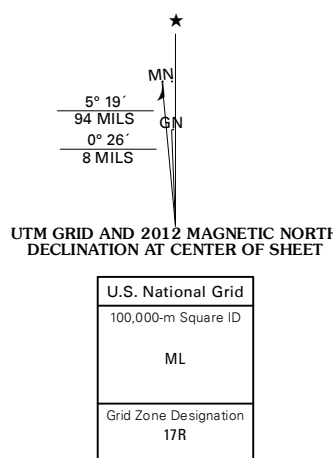 ★
MN
5° 19´
94 MILS
GN
0° 26´
8 MILS
UTM GRID AND 2012 MAGNETIC NORTH
DECLINATION AT CENTER OF SHEET
U.S. National Grid
100,000-m Square ID
ML
Grid Zone Designation
17R